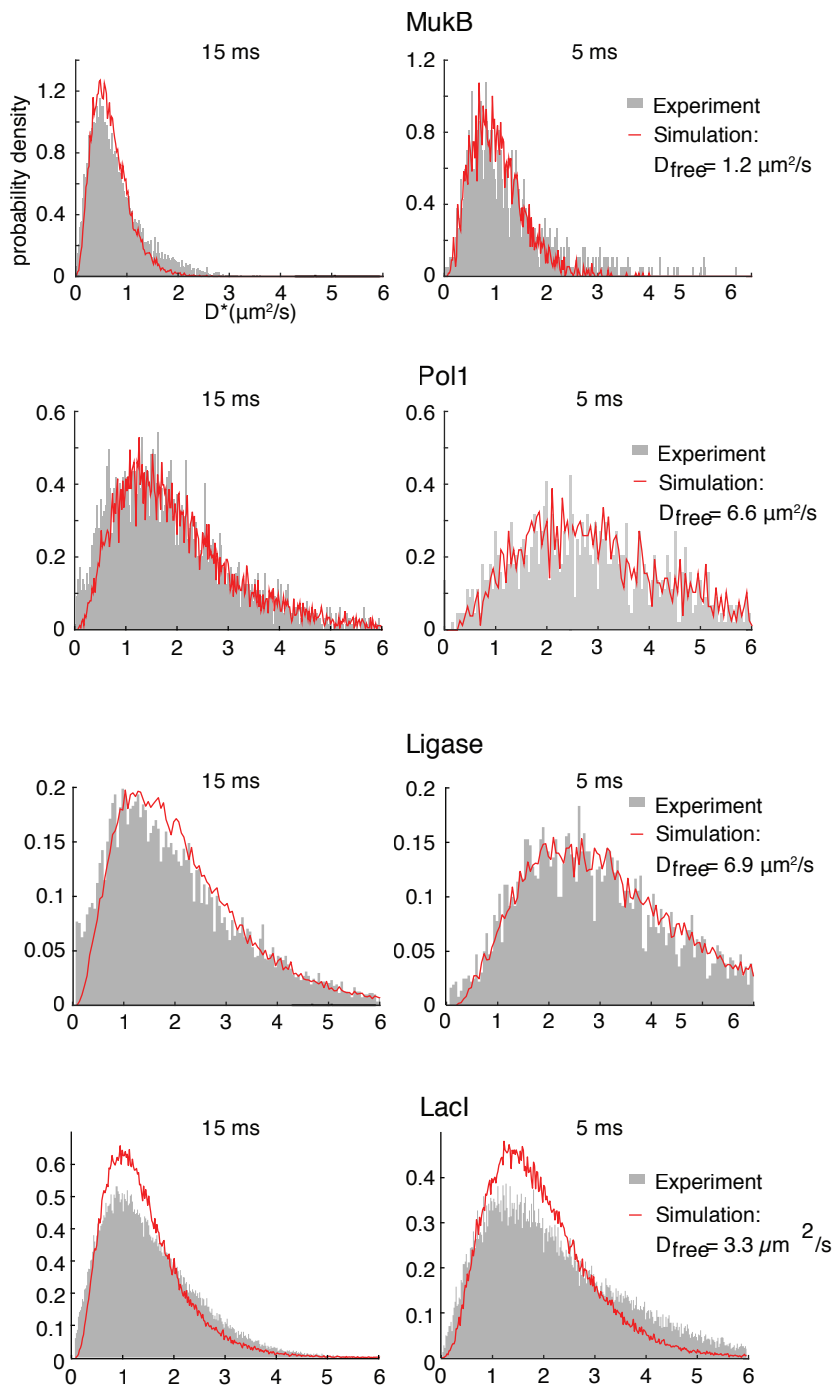 MukB
15 ms
5 ms
probability density
1.2
0.8
0.4
0
0 1 2 3 4 5 6
D*(µm²/s)
1.2
0.8
0.4
0
0 1 2 3 4 5 6
Experiment
Simulation:
Dfree= 1.2 µm²/s
Pol1
15 ms
5 ms
0.6
0.4
0.2
0
0 1 2 3 4 5 6
0.6
0.4
0.2
0
0 1 2 3 4 5 6
Experiment
Simulation:
Dfree= 6.6 µm²/s
Ligase
15 ms
5 ms
0.2
0.15
0.1
0.05
0
0 1 2 3 4 5 6
0.2
0.15
0.1
0.05
0
0 1 2 3 4 5 6
Experiment
Simulation:
Dfree= 6.9 µm²/s
LacI
15 ms
5 ms
0.6
0.5
0.4
0.4
0.2
0.1
0
0 1 2 3 4 5 6
0.4
0.3
0.2
0.1
0
0 1 2 3 4 5 6
Experiment
Simulation:
Dfree= 3.3 µm 2/s